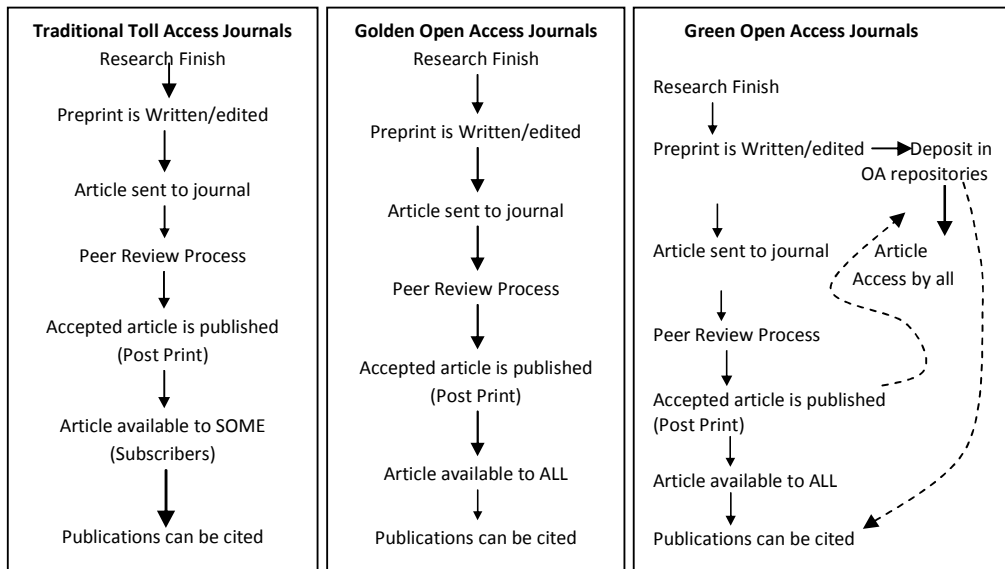 Traditional Toll Access Journals
Research Finish
Preprint is Written/edited
Article sent to journal
Peer Review Process
Accepted article is published
(Post Print)
Article available to SOME
(Subscribers)
Publications can be cited
Golden Open Access Journals
Research Finish
Preprint is Written/edited
Article sent to journal
Peer Review Process
Accepted article is published
(Post Print)
Article available to ALL
Publications can be cited
Green Open Access Journals
Research Finish
Preprint is Written/edited
Deposit in
OA repositories
Article
Access by all
Article sent to journal
Peer Review Process
Accepted article is published
(Post Print)
Article available to ALL
Publications can be cited